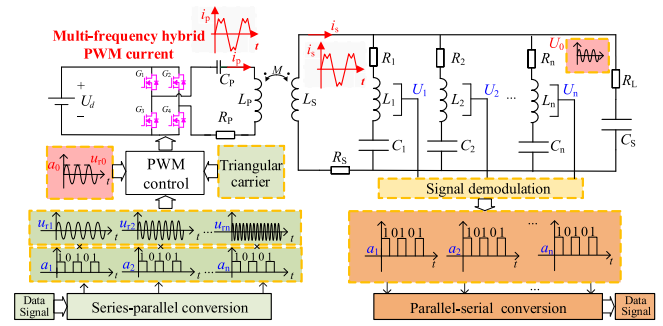 Multi-frequency hybrid
PWM current
i_p
t
i_s
G_1
G_2
G_3
G_4
+
U_d
−
C_P
i_p
M
L_P
L_S
R_P
R_S
i_s
t
R_1
R_2
R_n
U_0
t
L_1
U_1
L_2
U_2
...
L_n
U_n
R_L
C_1
C_2
C_n
C_S
a_0
u_r0
t
PWM
control
Triangular
carrier
Signal demodulation
u_r1
t
u_r2
t
...
u_rn
t
a_1
1 0 1 0 1
t
a_2
1 0 1 0 1
t
...
a_n
1 0 1 0 1
t
a_1
1 0 1 0 1
t
a_2
1 0 1 0 1
t
...
a_n
1 0 1 0 1
t
...
...
Data
Signal
Series-parallel conversion
Parallel-serial conversion
Data
Signal